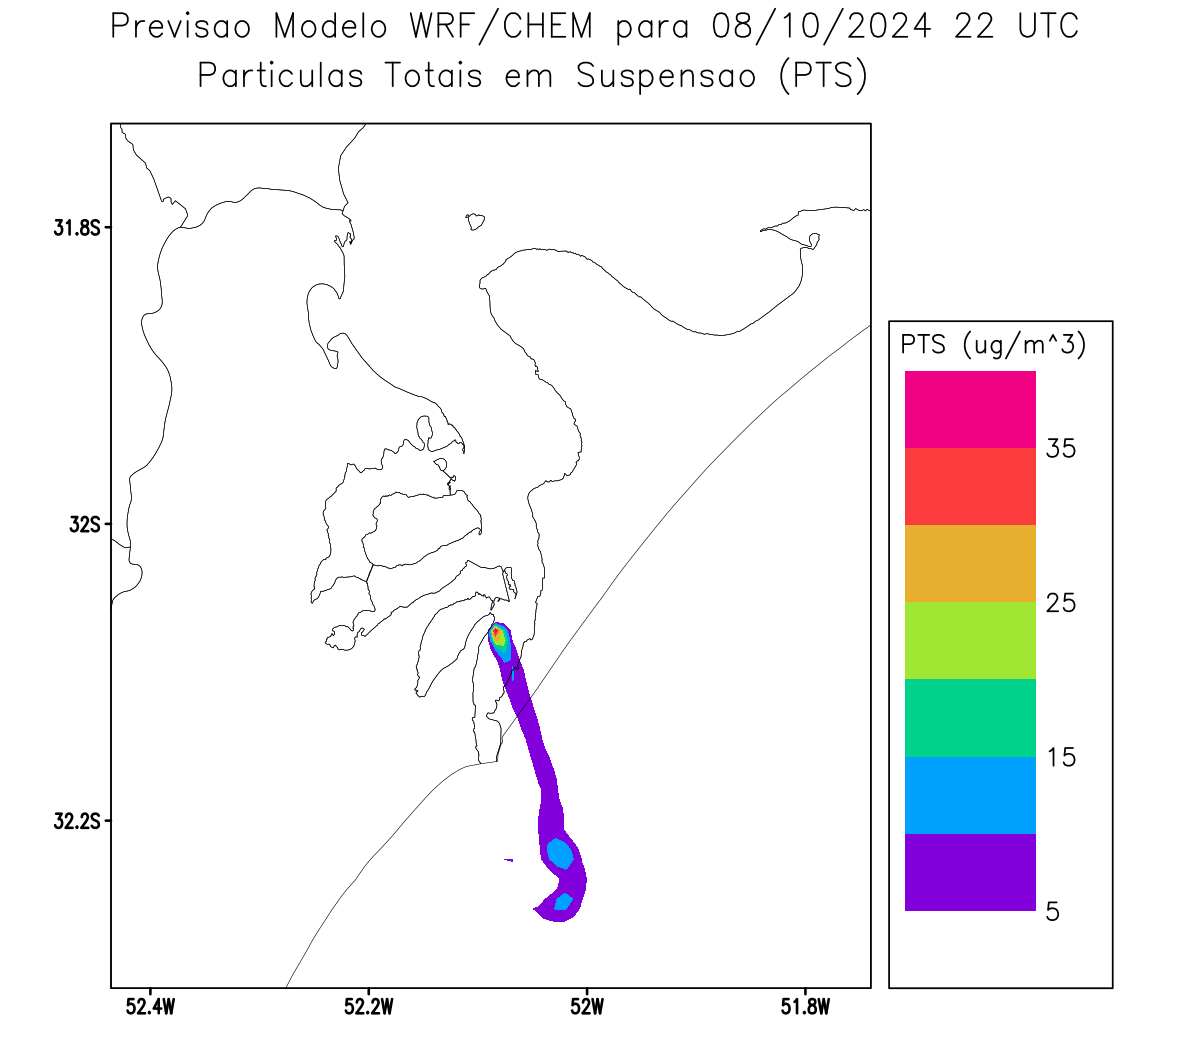 Previsao Modelo WRF/CHEM para 08/10/2024 22 UTC
Particulas Totais em Suspensao (PTS)
31.8S
32S
32.2S
52.4W
52.2W
52W
51.8W
PTS (ug/m^3)
35
25
15
5